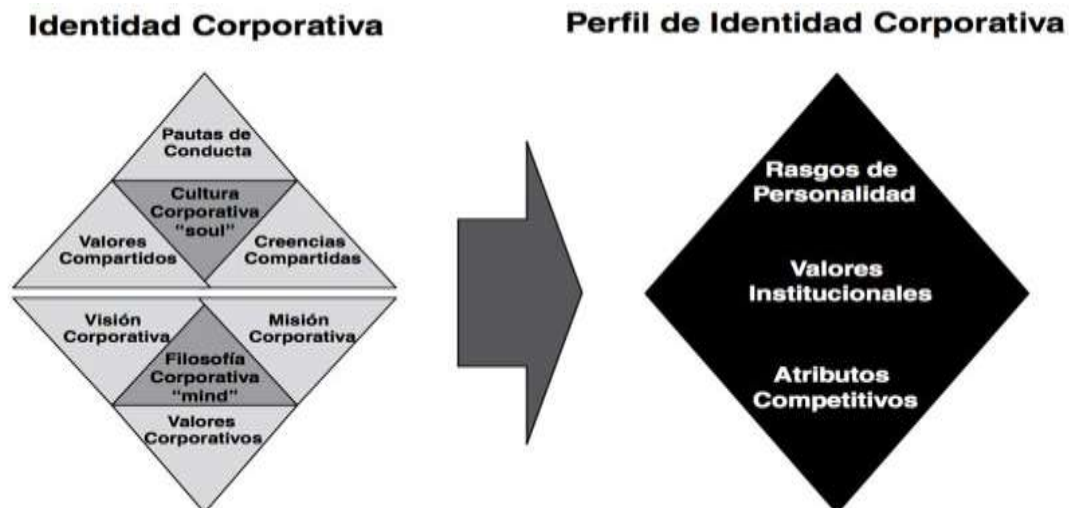 Identidad Corporativa
Perfil de Identidad Corporativa
Pautas de
Conducta
Cultura
Corporativa
"soul"
Valores
Compartidos
Creencias
Compartidas
Visión
Corporativa
Misión
Corporativa
Filosofía
Corporativa
"mind"
Valores
Corporativos
Rasgos de
Personalidad
Valores
Institucionales
Atributos
Competitivos